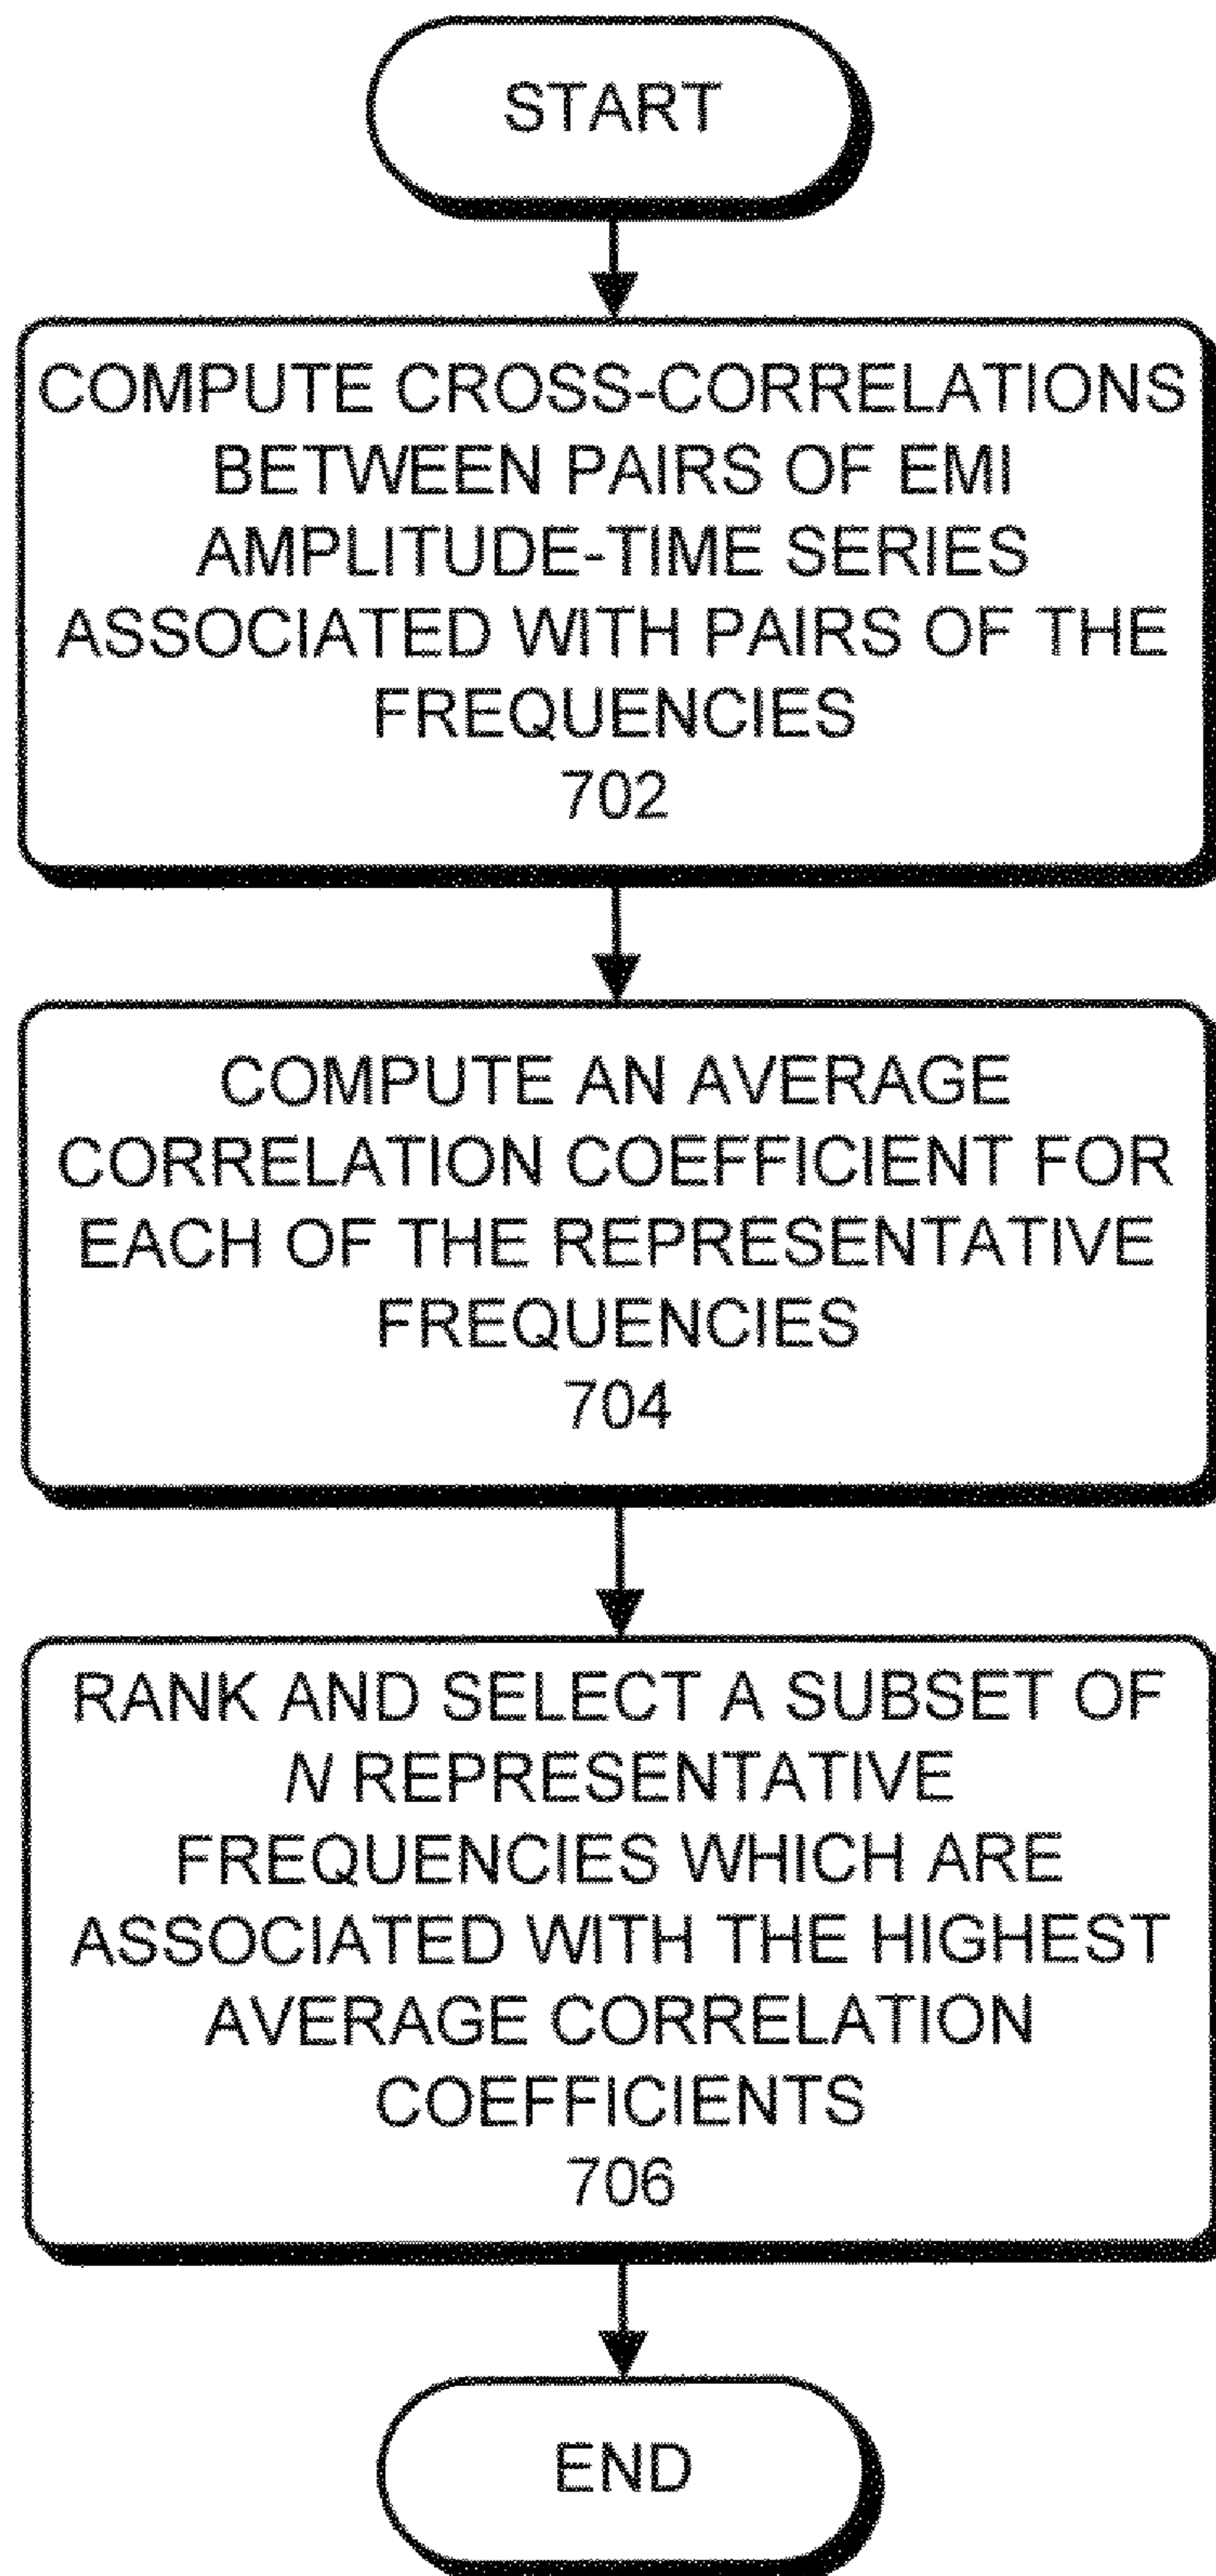 START
COMPUTE CROSS-CORRELATIONS
BETWEEN PAIRS OF EMI
AMPLITUDE-TIME SERIES
ASSOCIATED WITH PAIRS OF THE
FREQUENCIES
702
COMPUTE AN AVERAGE
CORRELATION COEFFICIENT FOR
EACH OF THE REPRESENTATIVE
FREQUENCIES
704
RANK AND SELECT A SUBSET OF
N REPRESENTATIVE
FREQUENCIES WHICH ARE
ASSOCIATED WITH THE HIGHEST
AVERAGE CORRELATION
COEFFICIENTS
706
END